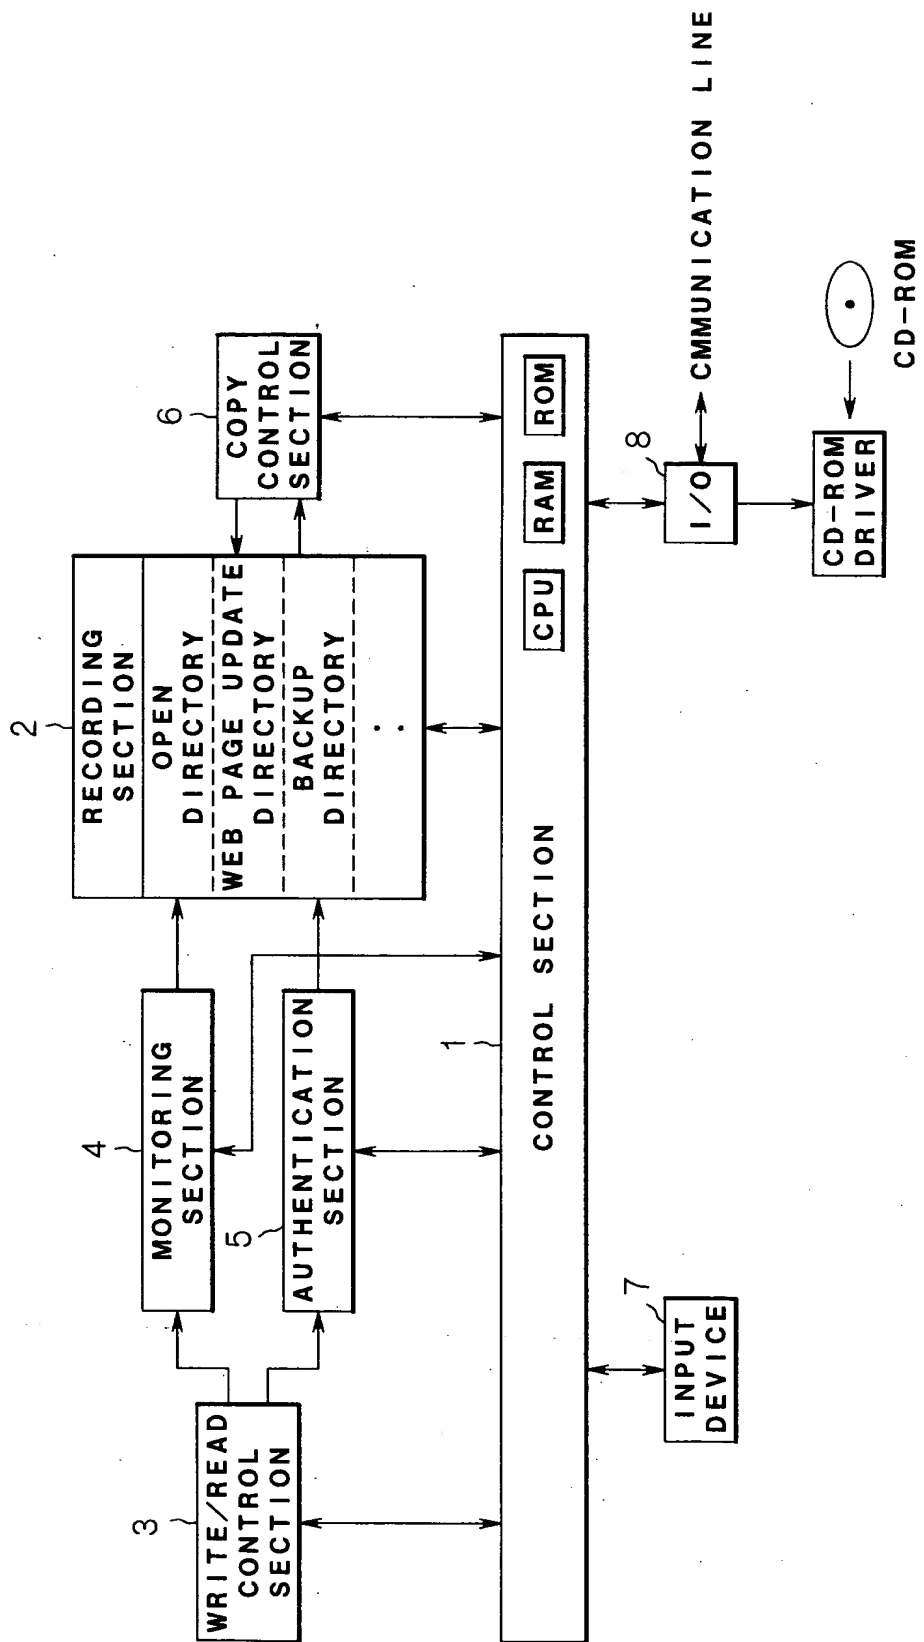 2
RECORDING
SECTION
OPEN
DIRECTORY
WEB PAGE UPDATE
DIRECTORY
BACKUP
DIRECTORY
4
MONITORING
SECTION
5
AUTHENTICATION
SECTION
3
WRITE/READ
CONTROL
SECTION
6
COPY
CONTROL
SECTION
1
CONTROL SECTION
CPU
RAM
ROM
7
INPUT
DEVICE
8
I/O
CMMUNICATION LINE
CD-ROM
DRIVER
CD-ROM